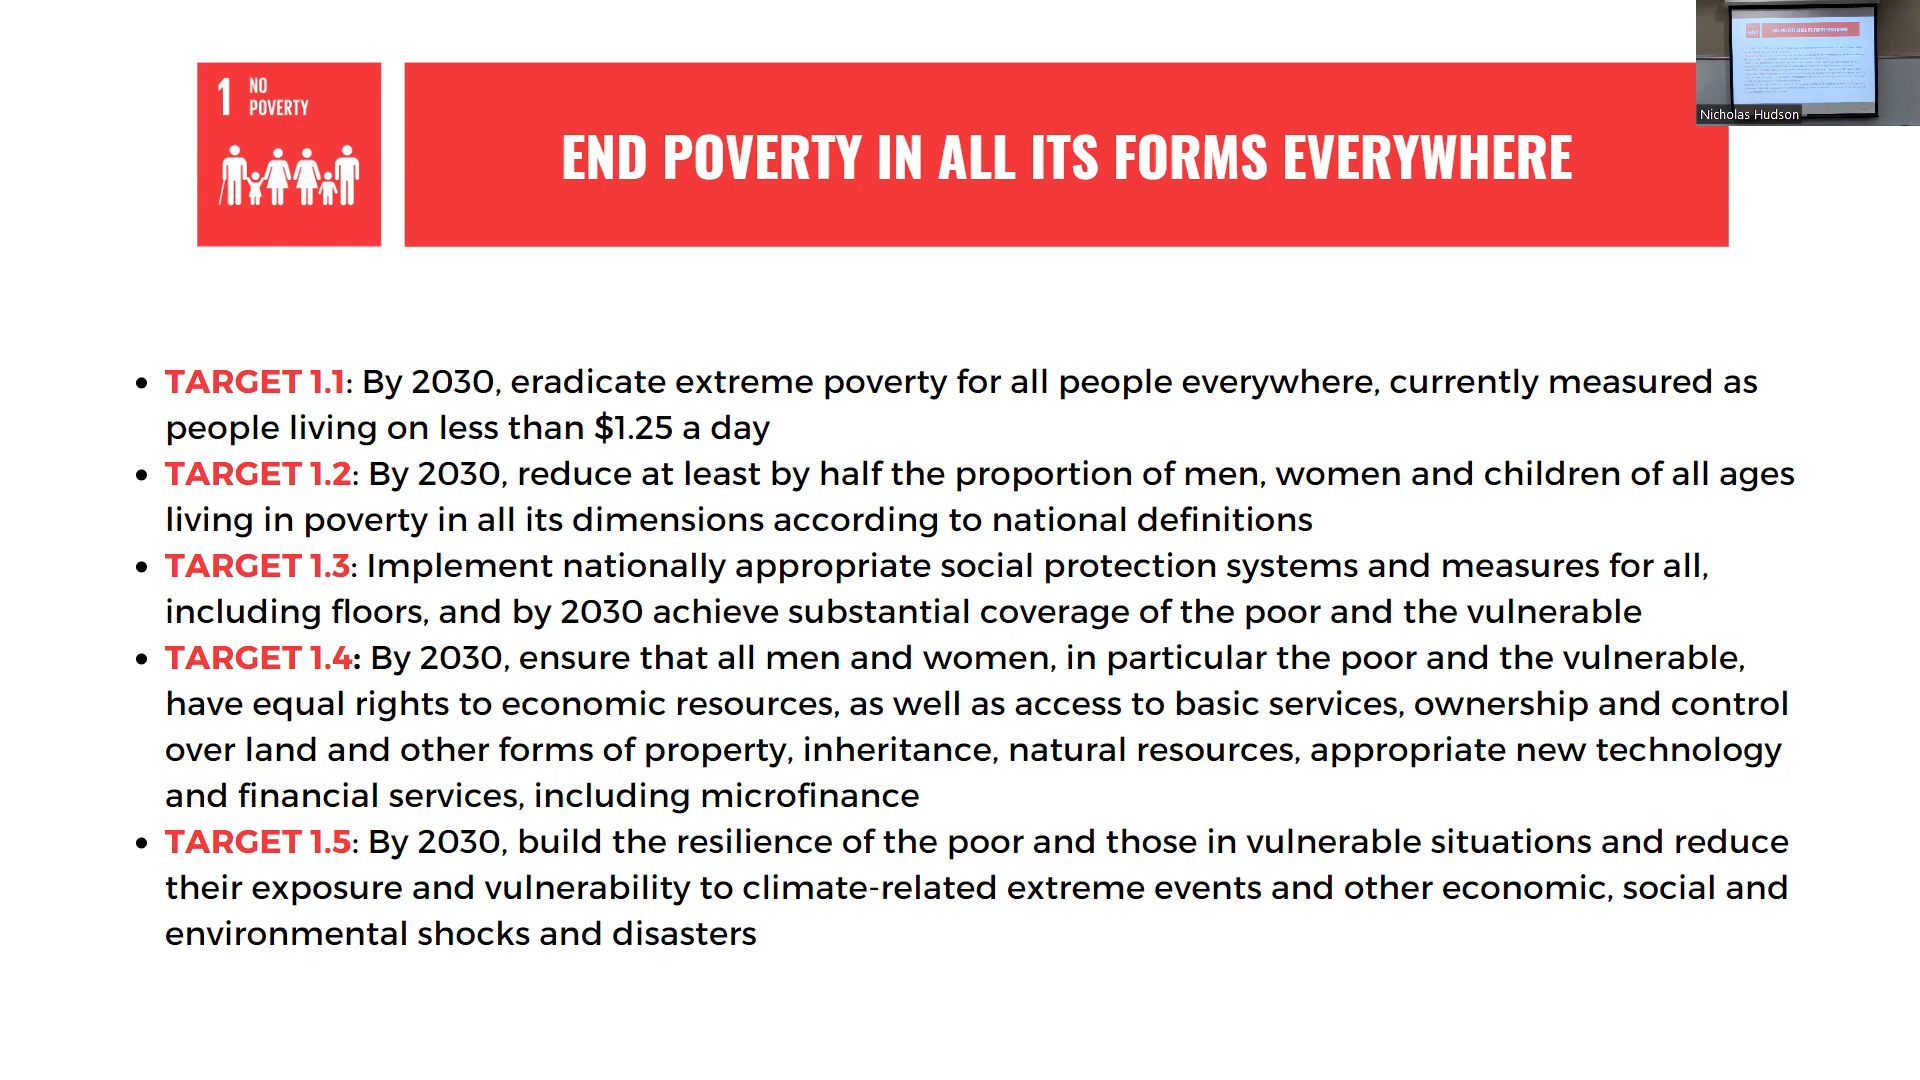 1 NO
POVERTY
END POVERTY IN ALL ITS FORMS EVERYWHERE
Nicholas Hudson
• TARGET 1.1: By 2030, eradicate extreme poverty for all people everywhere, currently measured as
people living on less than $1.25 a day
• TARGET 1.2: By 2030, reduce at least by half the proportion of men, women and children of all ages
living in poverty in all its dimensions according to national definitions
• TARGET 1.3: Implement nationally appropriate social protection systems and measures for all,
including floors, and by 2030 achieve substantial coverage of the poor and the vulnerable
• TARGET 1.4: By 2030, ensure that all men and women, in particular the poor and the vulnerable,
have equal rights to economic resources, as well as access to basic services, ownership and control
over land and other forms of property, inheritance, natural resources, appropriate new technology
and financial services, including microfinance
• TARGET 1.5: By 2030, build the resilience of the poor and those in vulnerable situations and reduce
their exposure and vulnerability to climate-related extreme events and other economic, social and
environmental shocks and disasters